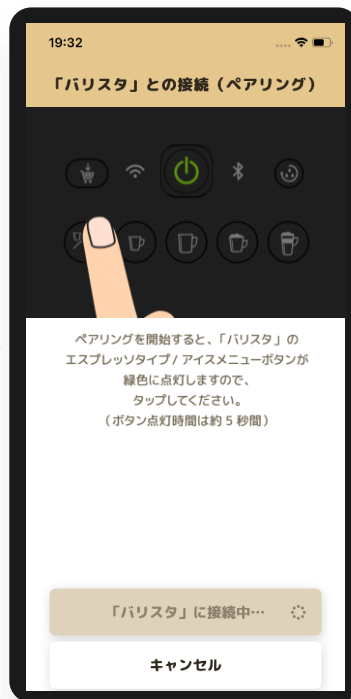 19:32
「バリスタ」との接続（ペアリング）
ペアリングを開始すると、「バリスタ」の
エスプレッソタイプ / アイスメニューボタンが
緑色に点灯しますので、
タップしてください。
（ボタン点灯時間は約 5 秒間）
「バリスタ」に接続中…
キャンセル